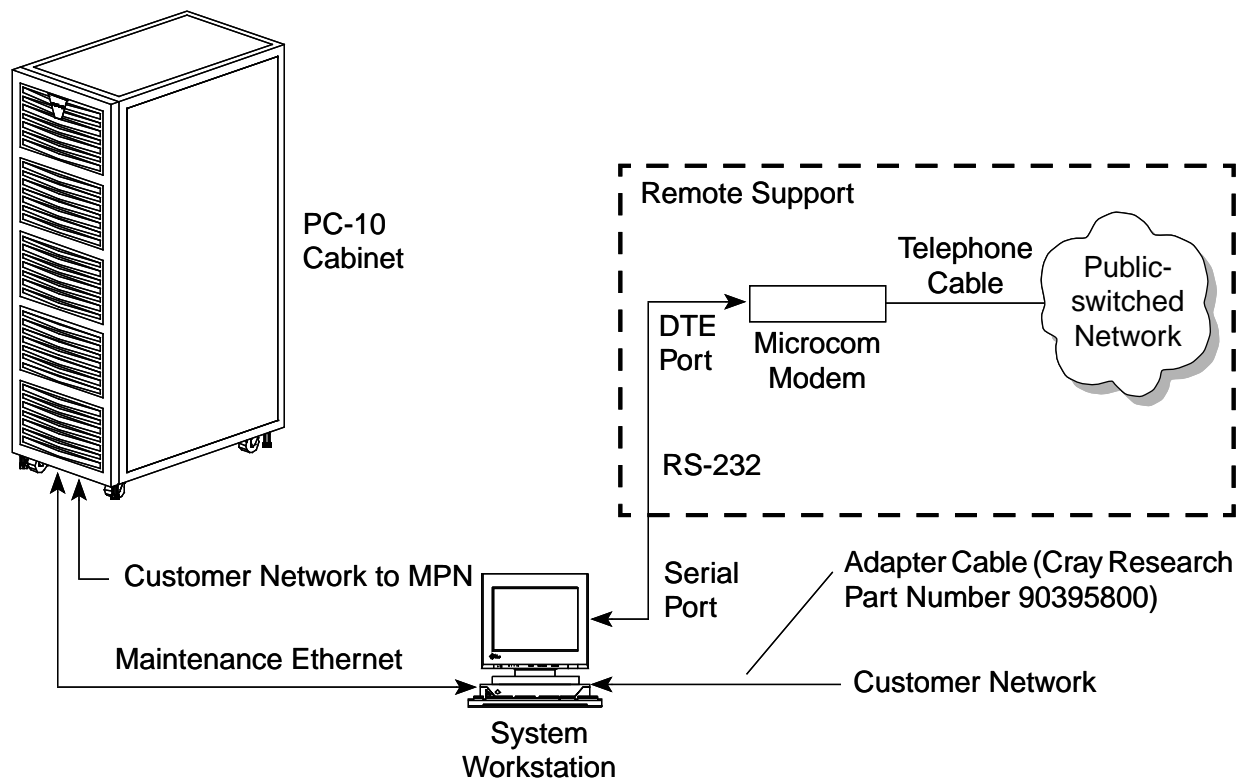 PC-10
Cabinet
Remote Support
Telephone
Cable
Public-
switched
Network
DTE
Port
Microcom
Modem
RS-232
Customer Network to MPN
Serial
Port
Adapter Cable (Cray Research
Part Number 90395800)
Maintenance Ethernet
Customer Network
System
Workstation